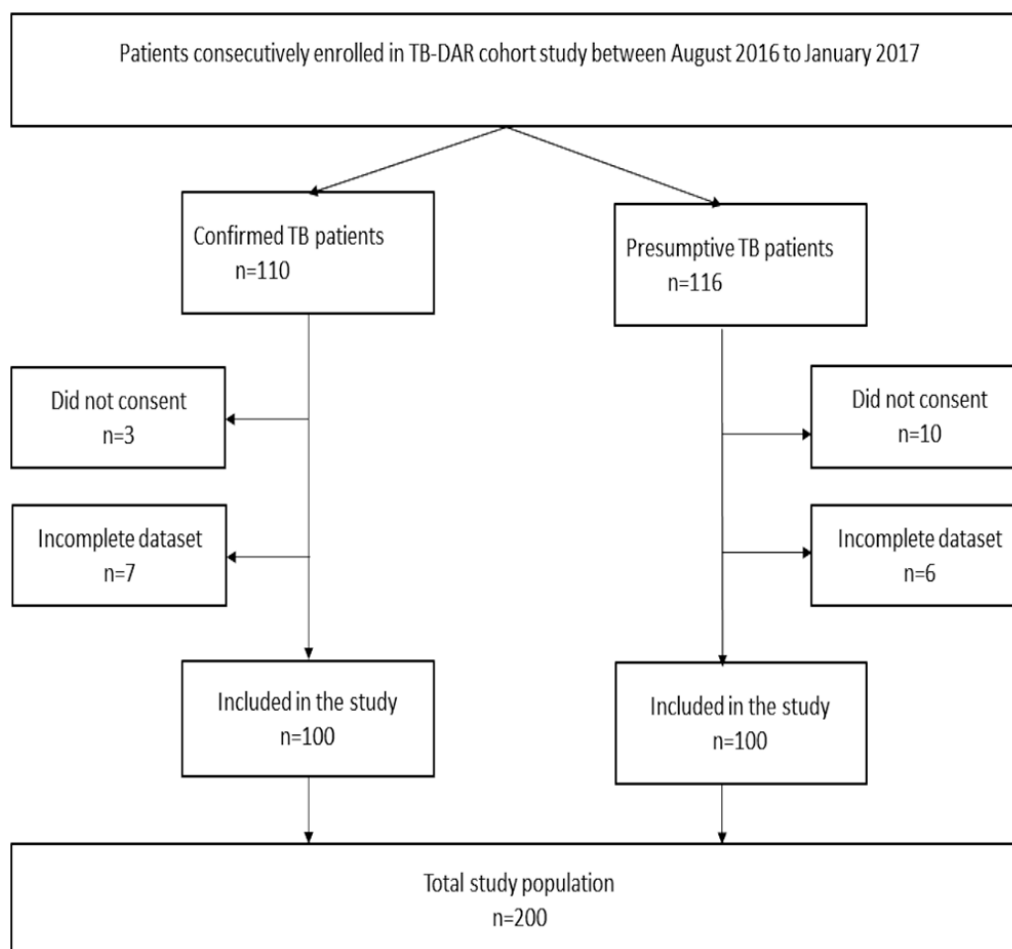 Patients consecutively enrolled in TB-DAR cohort study between August 2016 to January 2017
Confirmed TB patients
n=110
Presumptive TB patients
n=116
Did not consent
n=3
Did not consent
n=10
Incomplete dataset
n=7
Incomplete dataset
n=6
Included in the study
n=100
Included in the study
n=100
Total study population
n=200